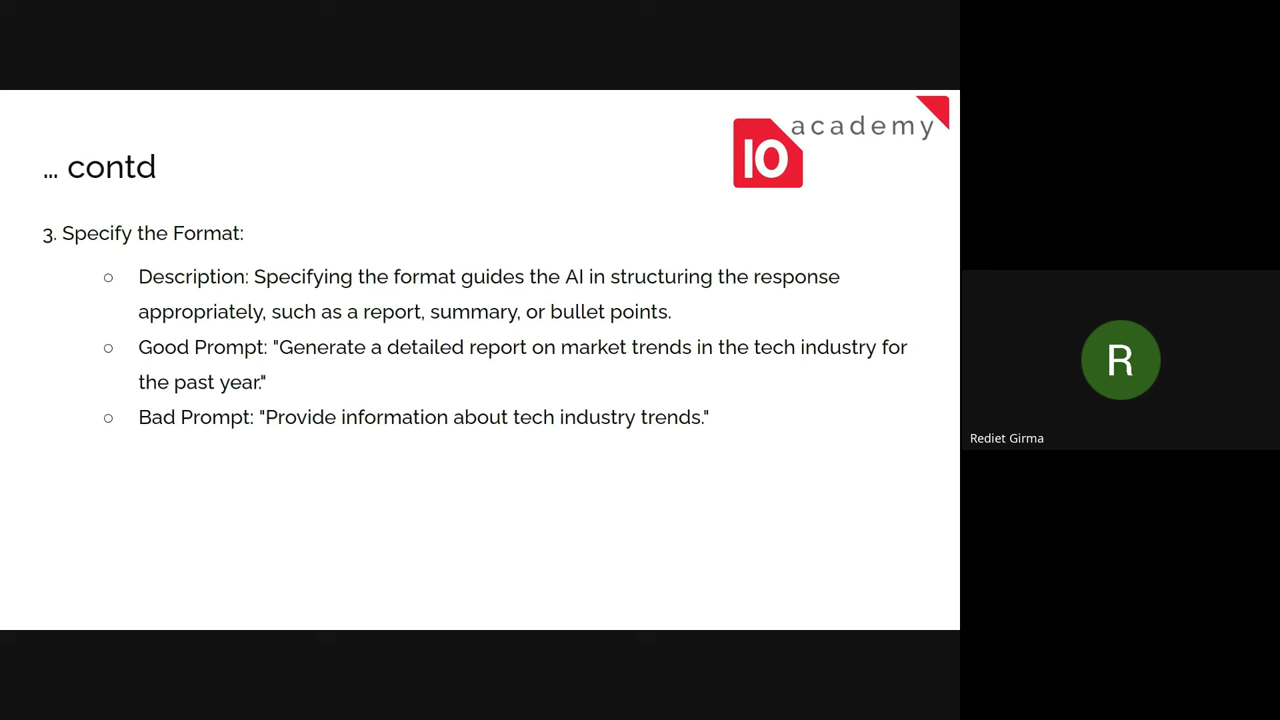 academy
10
... contd
3. Specify the Format:
○ Description: Specifying the format guides the AI in structuring the response
appropriately, such as a report, summary, or bullet points.
○ Good Prompt: "Generate a detailed report on market trends in the tech industry for
the past year."
○ Bad Prompt: "Provide information about tech industry trends."
R
Rediet Girma